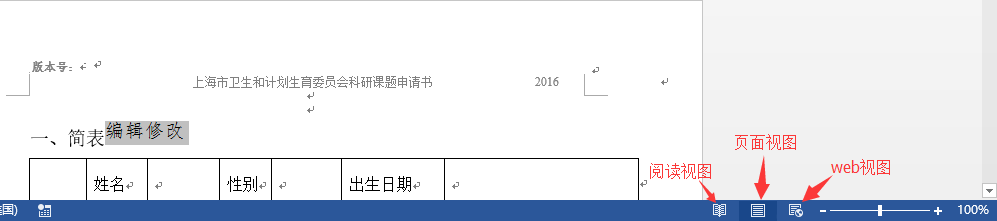 版本号：
上海市卫生和计划生育委员会科研课题申请书 2016
一、简表编辑修改
姓名 性别 出生日期
阅读视图 页面视图 web视图
国) 100%